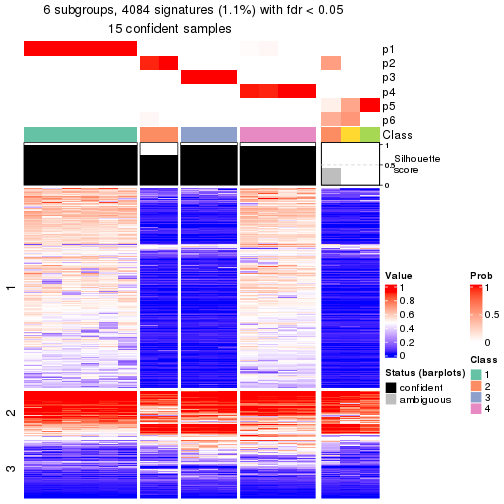 6 subgroups, 4084 signatures (1.1%) with fdr < 0.05
15 confident samples
p1
p2
p3
p4
p5
p6
Class
1
0.5
0
Silhouette
score
1
2
3
Value
1
0.8
0.6
0.4
0.2
0
Prob
1
0.5
0
Status (barplots)
confident
ambiguous
Class
1
2
3
4